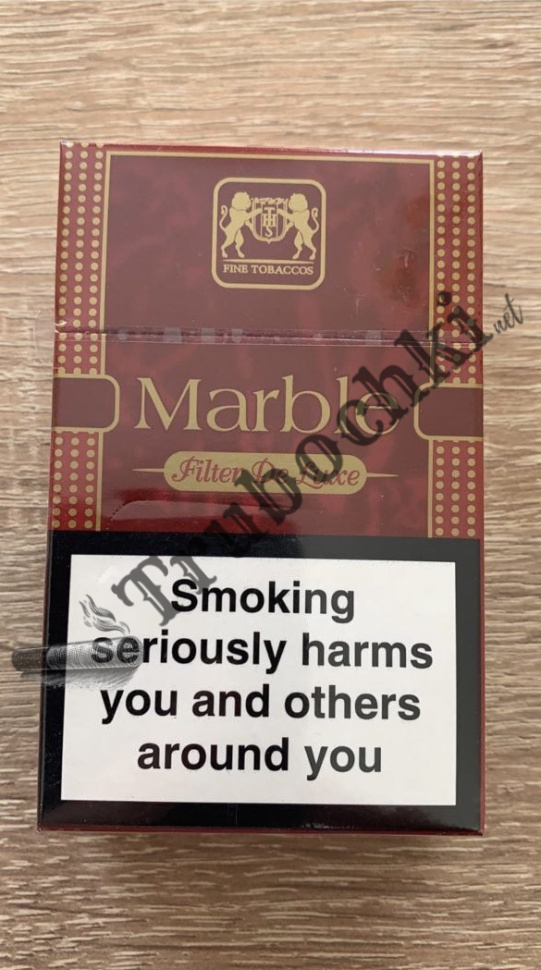 FINE TOBACCOS
Marble
Filter De Luxe
Trubochki.net
Smoking
seriously harms
you and others
around you